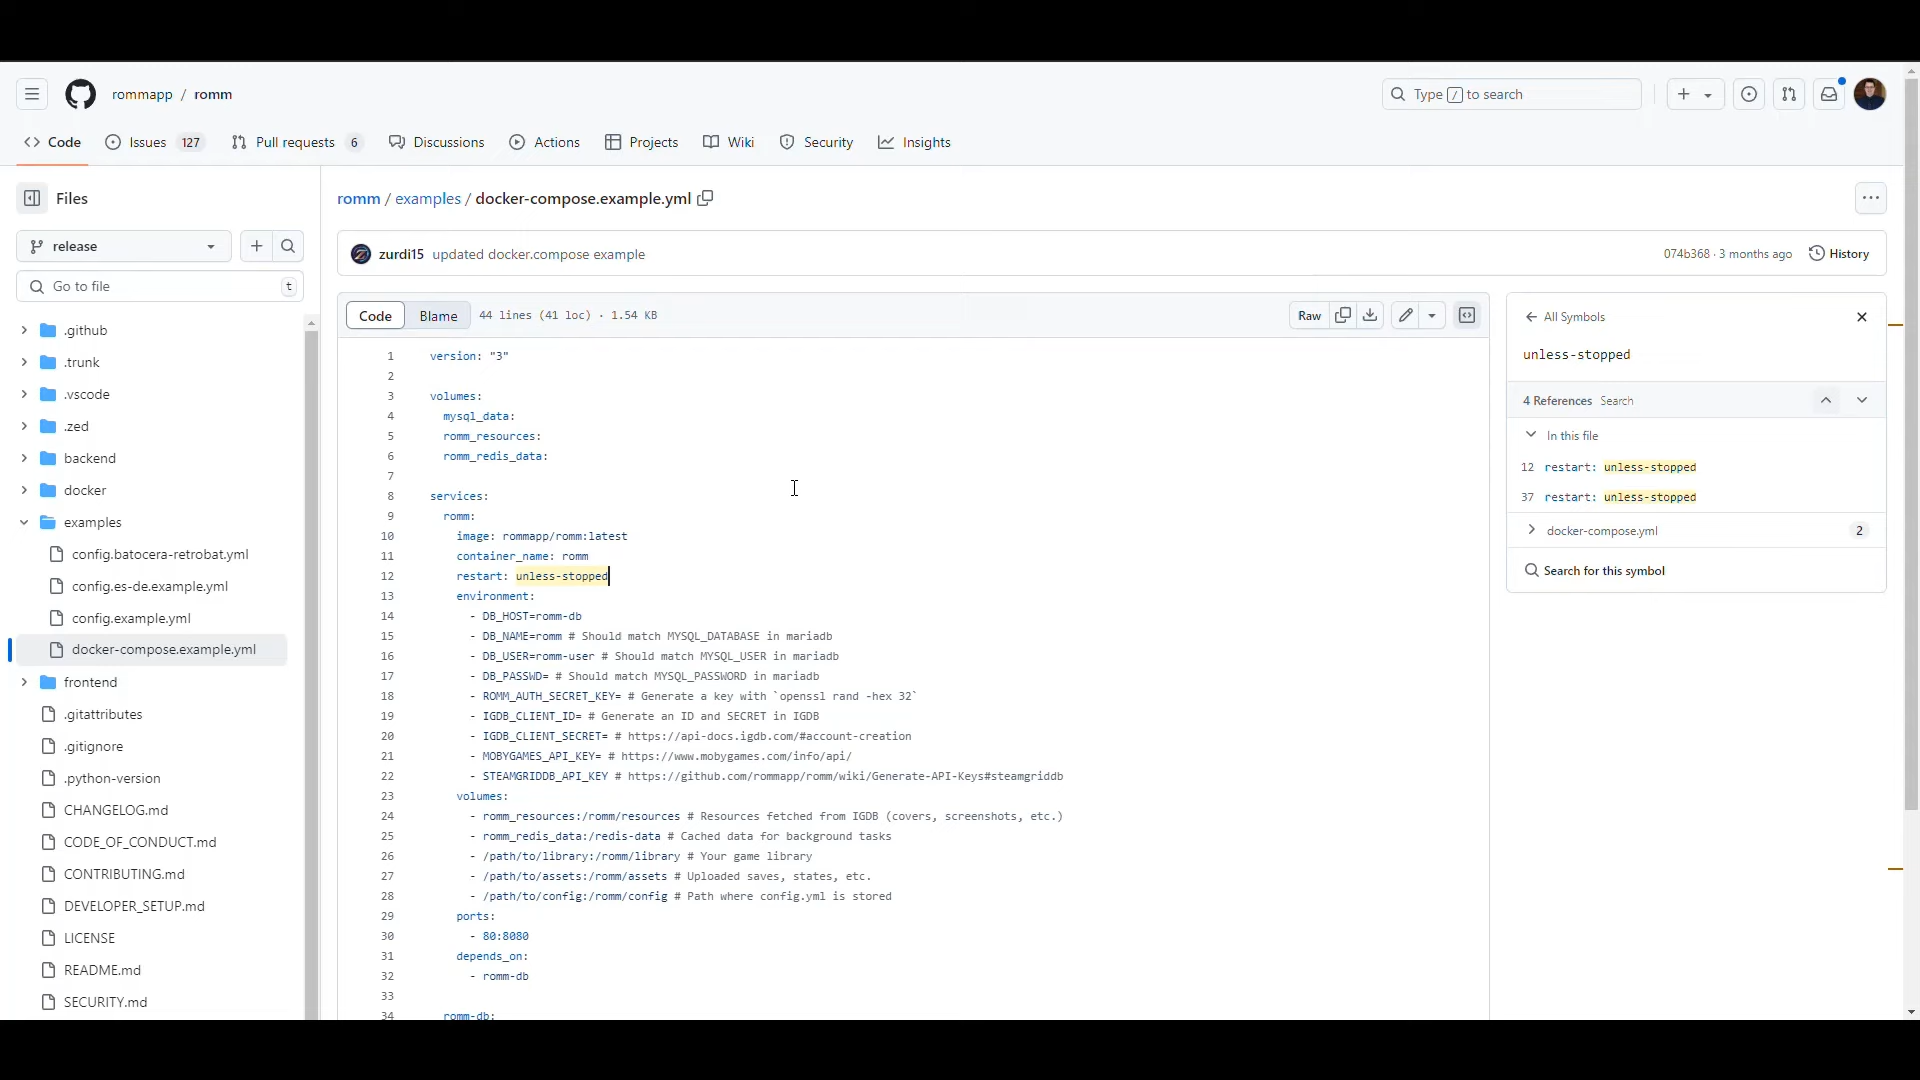 rommapp / romm
Type / to search
Code
Issues 127
Pull requests 6
Discussions
Actions
Projects
Wiki
Security
Insights
Files
release
Go to file
t
.github
.trunk
.vscode
.zed
backend
docker
examples
config.batocera-retrobat.yml
config.es-de.example.yml
config.example.yml
docker-compose.example.yml
frontend
.gitattributes
.gitignore
.python-version
CHANGELOG.md
CODE_OF_CONDUCT.md
CONTRIBUTING.md
DEVELOPER_SETUP.md
LICENSE
README.md
SECURITY.md
romm / examples / docker-compose.example.yml
zurdi15 updated docker.compose example
074b368 · 3 months ago
History
Code
Blame
44 lines (41 loc) · 1.54 KB
Raw
1 version: "3"
2
3 volumes:
4 mysql_data:
5 romm_resources:
6 romm_redis_data:
7
8 services:
9 romm:
10 image: rommapp/romm:latest
11 container_name: romm
12 restart: unless-stopped
13 environment:
14 - DB_HOST=romm-db
15 - DB_NAME=romm # Should match MYSQL_DATABASE in mariadb
16 - DB_USER=romm-user # Should match MYSQL_USER in mariadb
17 - DB_PASSWD= # Should match MYSQL_PASSWORD in mariadb
18 - ROMM_AUTH_SECRET_KEY= # Generate a key with `openssl rand -hex 32`
19 - IGDB_CLIENT_ID= # Generate an ID and SECRET in IGDB
20 - IGDB_CLIENT_SECRET= # https://api-docs.igdb.com/#account-creation
21 - MOBYGAMES_API_KEY= # https://www.mobygames.com/info/api/
22 - STEAMGRIDDB_API_KEY # https://github.com/rommapp/romm/wiki/Generate-API-Keys#steamgriddb
23 volumes:
24 - romm_resources:/romm/resources # Resources fetched from IGDB (covers, screenshots, etc.)
25 - romm_redis_data:/redis-data # Cached data for background tasks
26 - /path/to/library:/romm/library # Your game library
27 - /path/to/assets:/romm/assets # Uploaded saves, states, etc.
28 - /path/to/config:/romm/config # Path where config.yml is stored
29 ports:
30 - 80:8080
31 depends_on:
32 - romm-db
33
34 romm-db:
All Symbols
unless-stopped
4 References Search
In this file
12 restart: unless-stopped
37 restart: unless-stopped
docker-compose.yml 2
Search for this symbol